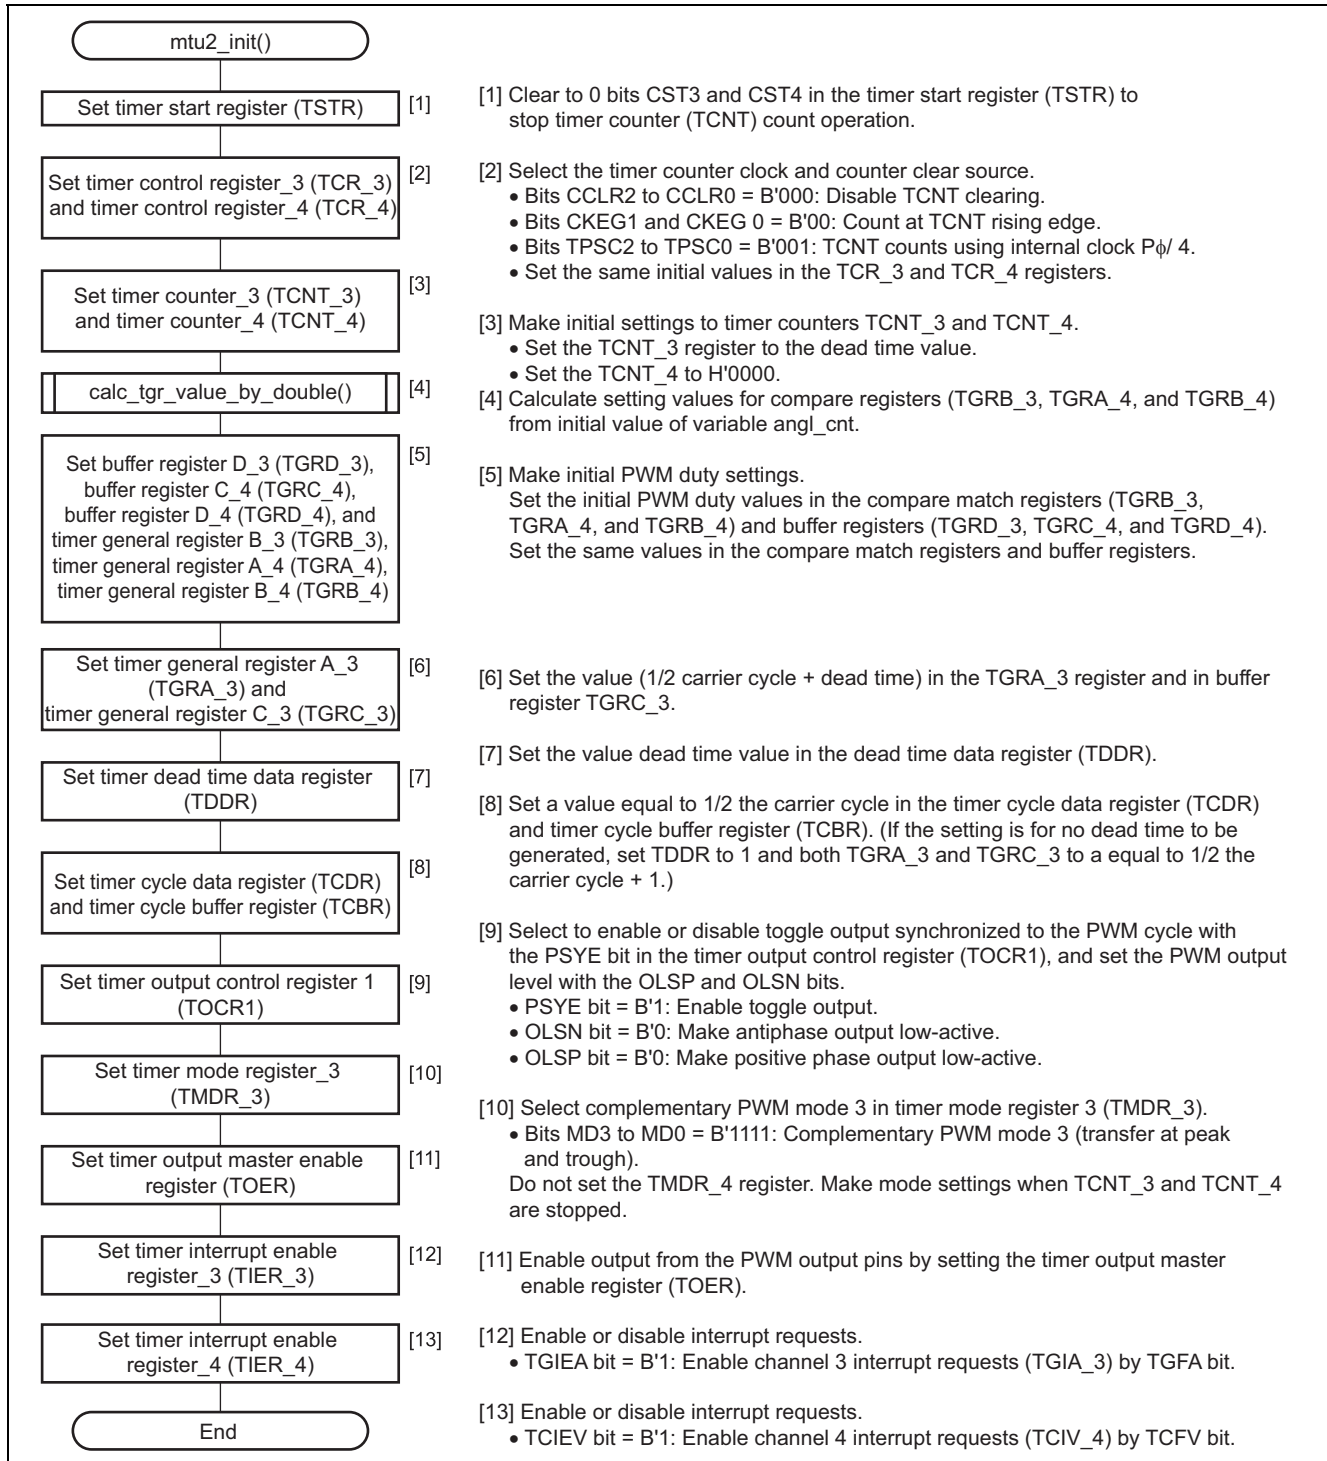 mtu2_init()
Set timer start register (TSTR)
[1]
Set timer control register_3 (TCR_3)
and timer control register_4 (TCR_4)
[2]
Set timer counter_3 (TCNT_3)
and timer counter_4 (TCNT_4)
[3]
calc_tgr_value_by_double()
[4]
Set buffer register D_3 (TGRD_3),
buffer register C_4 (TGRC_4),
buffer register D_4 (TGRD_4), and
timer general register B_3 (TGRB_3),
timer general register A_4 (TGRA_4),
timer general register B_4 (TGRB_4)
[5]
Set timer general register A_3
(TGRA_3) and
timer general register C_3 (TGRC_3)
[6]
Set timer dead time data register
(TDDR)
[7]
Set timer cycle data register (TCDR)
and timer cycle buffer register (TCBR)
[8]
Set timer output control register 1
(TOCR1)
[9]
Set timer mode register_3
(TMDR_3)
[10]
Set timer output master enable
register (TOER)
[11]
Set timer interrupt enable
register_3 (TIER_3)
[12]
Set timer interrupt enable
register_4 (TIER_4)
[13]
End
[1] Clear to 0 bits CST3 and CST4 in the timer start register (TSTR) to
stop timer counter (TCNT) count operation.
[2] Select the timer counter clock and counter clear source.
• Bits CCLR2 to CCLR0 = B'000: Disable TCNT clearing.
• Bits CKEG1 and CKEG 0 = B'00: Count at TCNT rising edge.
• Bits TPSC2 to TPSC0 = B'001: TCNT counts using internal clock Pϕ/ 4.
• Set the same initial values in the TCR_3 and TCR_4 registers.
[3] Make initial settings to timer counters TCNT_3 and TCNT_4.
• Set the TCNT_3 register to the dead time value.
• Set the TCNT_4 to H'0000.
[4] Calculate setting values for compare registers (TGRB_3, TGRA_4, and TGRB_4)
from initial value of variable angl_cnt.
[5] Make initial PWM duty settings.
Set the initial PWM duty values in the compare match registers (TGRB_3,
TGRA_4, and TGRB_4) and buffer registers (TGRD_3, TGRC_4, and TGRD_4).
Set the same values in the compare match registers and buffer registers.
[6] Set the value (1/2 carrier cycle + dead time) in the TGRA_3 register and in buffer
register TGRC_3.
[7] Set the value dead time value in the dead time data register (TDDR).
[8] Set a value equal to 1/2 the carrier cycle in the timer cycle data register (TCDR)
and timer cycle buffer register (TCBR). (If the setting is for no dead time to be
generated, set TDDR to 1 and both TGRA_3 and TGRC_3 to a equal to 1/2 the
carrier cycle + 1.)
[9] Select to enable or disable toggle output synchronized to the PWM cycle with
the PSYE bit in the timer output control register (TOCR1), and set the PWM output
level with the OLSP and OLSN bits.
• PSYE bit = B'1: Enable toggle output.
• OLSN bit = B'0: Make antiphase output low-active.
• OLSP bit = B'0: Make positive phase output low-active.
[10] Select complementary PWM mode 3 in timer mode register 3 (TMDR_3).
• Bits MD3 to MD0 = B'1111: Complementary PWM mode 3 (transfer at peak
and trough).
Do not set the TMDR_4 register. Make mode settings when TCNT_3 and TCNT_4
are stopped.
[11] Enable output from the PWM output pins by setting the timer output master
enable register (TOER).
[12] Enable or disable interrupt requests.
• TGIEA bit = B'1: Enable channel 3 interrupt requests (TGIA_3) by TGFA bit.
[13] Enable or disable interrupt requests.
• TCIEV bit = B'1: Enable channel 4 interrupt requests (TCIV_4) by TCFV bit.